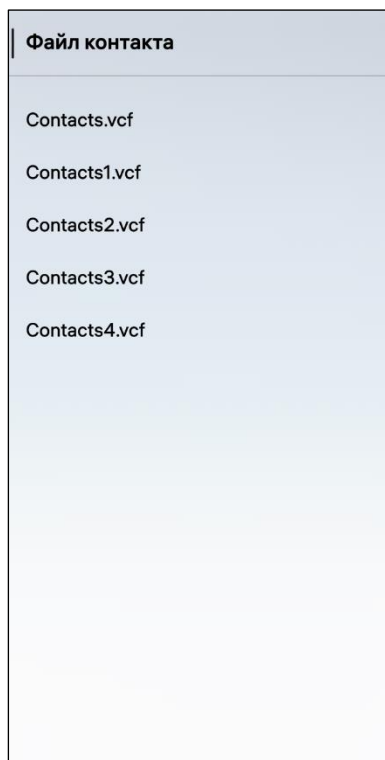 Файл контакта
Contacts.vcf
Contacts1.vcf
Contacts2.vcf
Contacts3.vcf
Contacts4.vcf